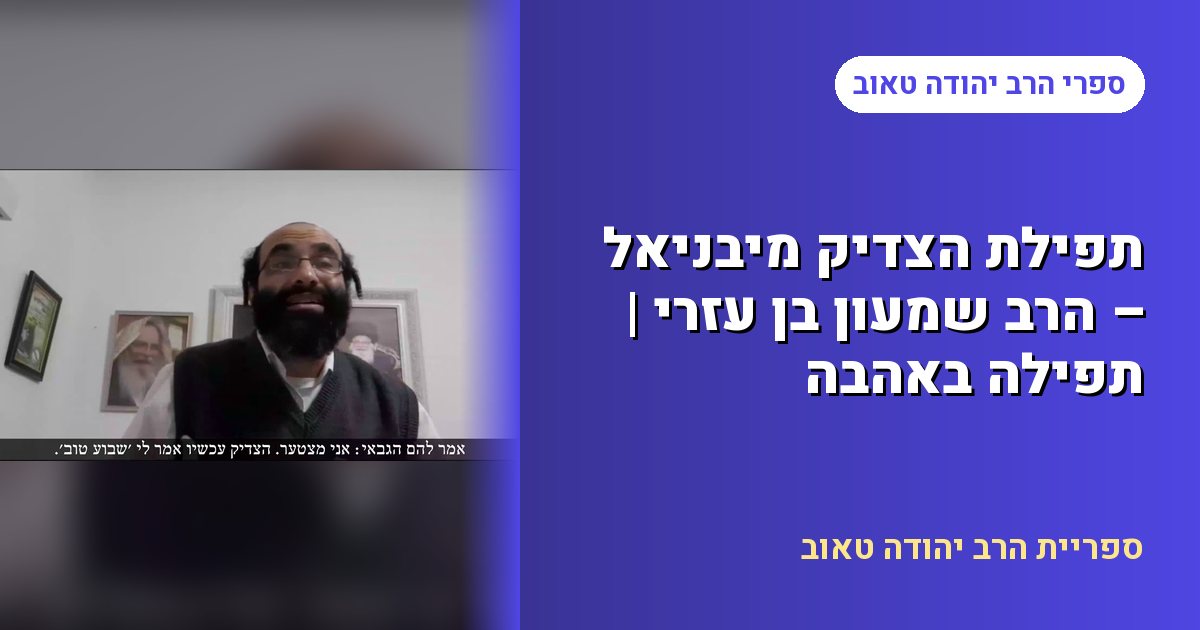 ספרי הרב יהודה טאוב
תפילת הצדיק מיבניאל
– הרב שמעון בן עזרי |
תפילה באהבה
אמר להם הגבאי: אני מצטער. הצדיק עכשיו אמר לי 'שבוע טוב'.
ספריית הרב יהודה טאוב